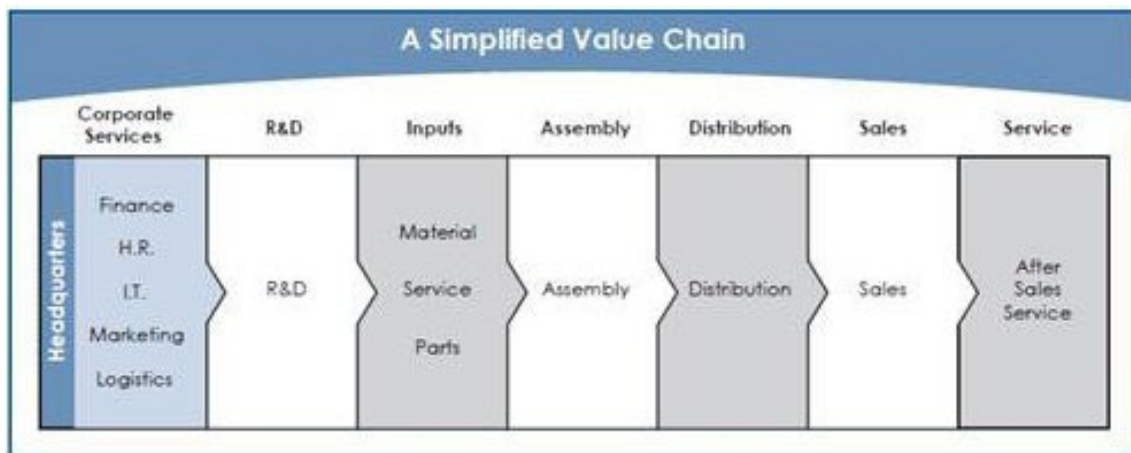 A Simplified Value Chain
Corporate
Services
R&D
Inputs
Assembly
Distribution
Sales
Service
Headquarters
Finance
H.R.
I.T.
Marketing
Logistics
R&D
Material
Service
Parts
Assembly
Distribution
Sales
After
Sales
Service